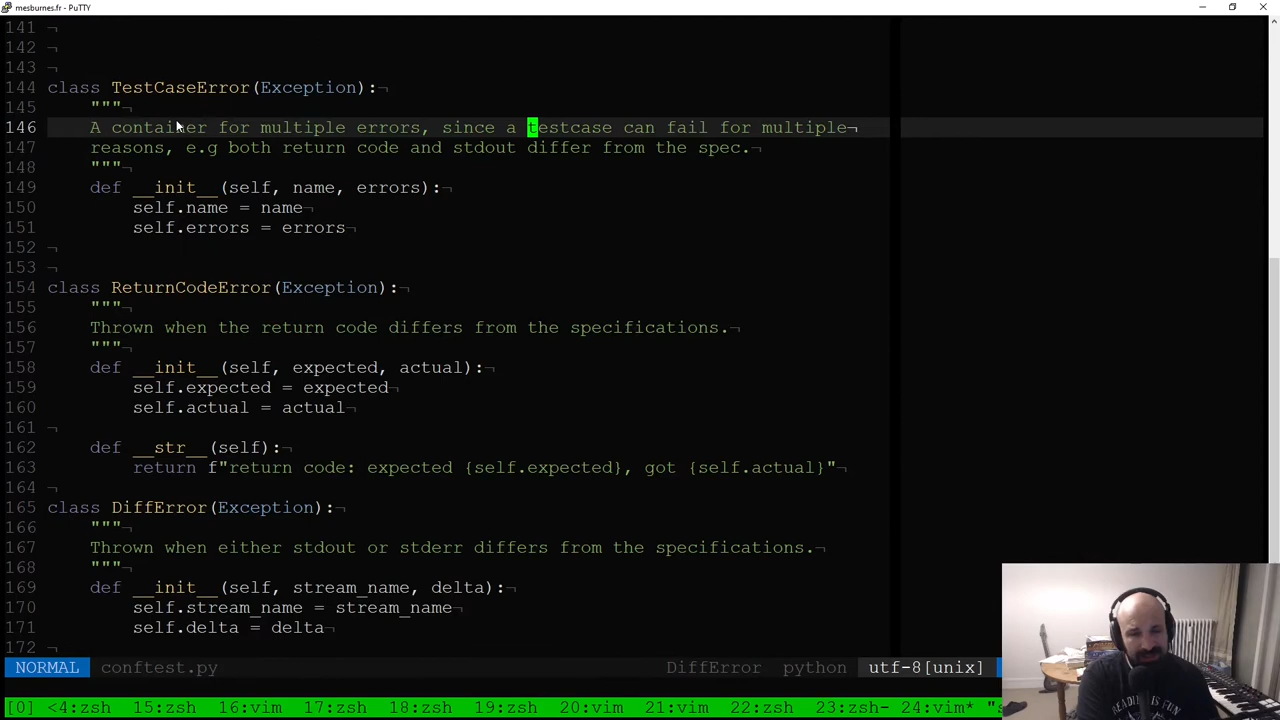 mesburnes.fr - PuTTY
141 ¬
142 ¬
143 ¬
144 class TestCaseError(Exception):¬
145     """¬
146     A container for multiple errors, since a testcase can fail for multiple¬
147     reasons, e.g both return code and stdout differ from the spec.¬
148     """¬
149     def __init__(self, name, errors):¬
150         self.name = name¬
151         self.errors = errors¬
152 ¬
153 ¬
154 class ReturnCodeError(Exception):¬
155     """¬
156     Thrown when the return code differs from the specifications.¬
157     """¬
158     def __init__(self, expected, actual):¬
159         self.expected = expected¬
160         self.actual = actual¬
161 ¬
162     def __str__(self):¬
163         return f"return code: expected {self.expected}, got {self.actual}"¬
164 ¬
165 class DiffError(Exception):¬
166     """¬
167     Thrown when either stdout or stderr differs from the specifications.¬
168     """¬
169     def __init__(self, stream_name, delta):¬
170         self.stream_name = stream_name¬
171         self.delta = delta¬
172 ¬
NORMAL conftest.py DiffError python utf-8[unix]
[0] <4:zsh 15:zsh 16:vim 17:zsh 18:zsh 19:zsh 20:vim 21:vim 22:zsh 23:zsh- 24:vim* "s